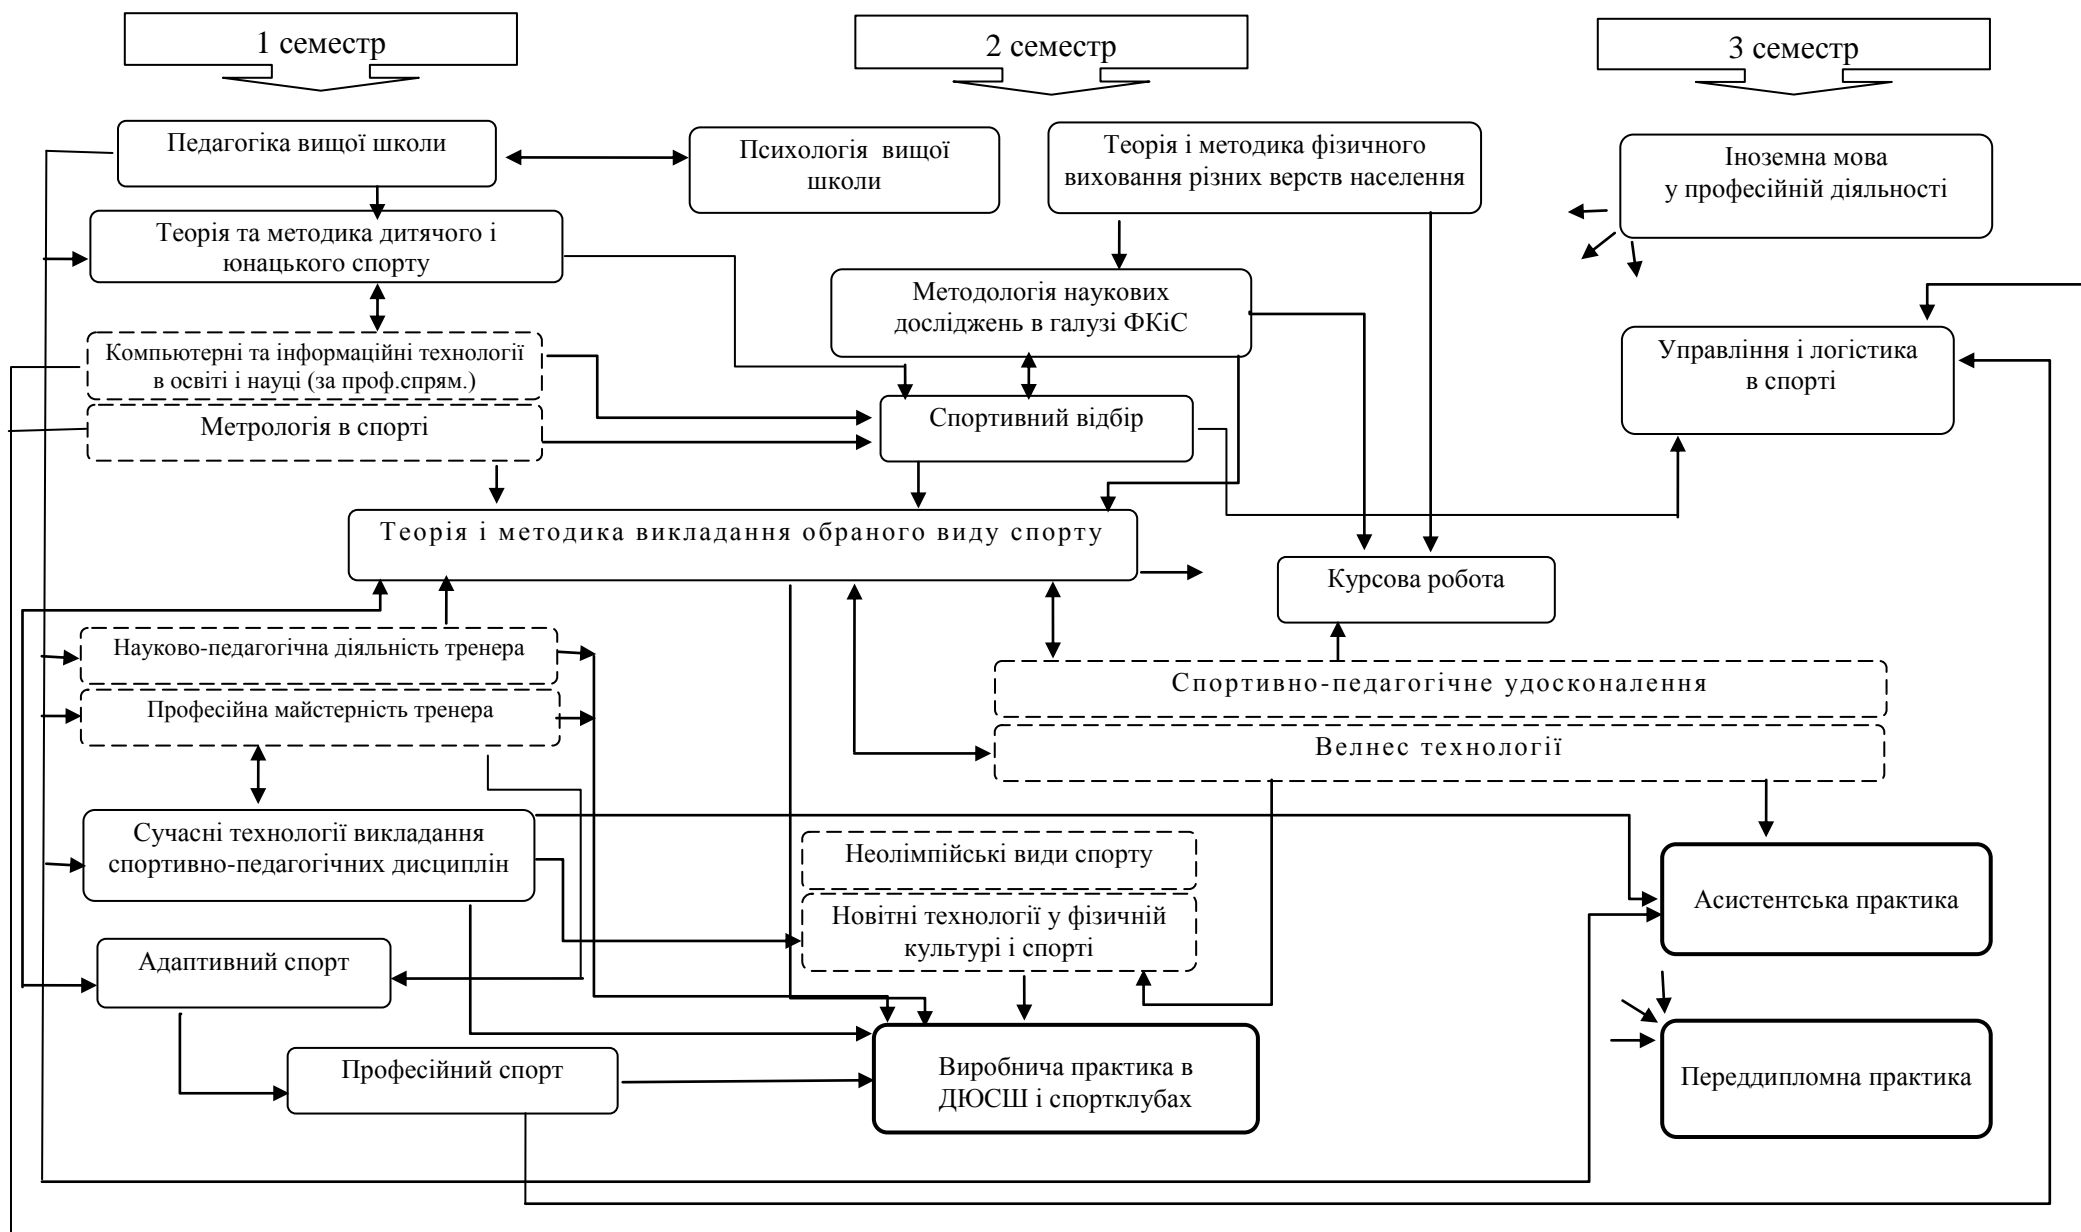 1 семестр
2 семестр
3 семестр
Педагогіка вищої школи
Психологія вищої
школи
Теорія і методика фізичного
виховання різних верств населення
Іноземна мова
у професійній діяльності
Теорія та методика дитячого і
юнацького спорту
Методологія наукових
досліджень в галузі ФКіС
Компьютерні та інформаційні технології
в освіті і науці (за проф.спрям.)
Управління і логістика
в спорті
Метрологія в спорті
Спортивний відбір
Теорія і методика викладання обраного виду спорту
Курсова робота
Науково-педагогічна діяльність тренера
Спортивно-педагогічне удосконалення
Професійна майстерність тренера
Велнес технології
Сучасні технології викладання
спортивно-педагогічних дисциплін
Неолімпійські види спорту
Асистентська практика
Новітні технології у фізичній
культурі і спорті
Адаптивний спорт
Професійний спорт
Виробнича практика в
ДЮСШ і спортклубах
Переддипломна практика